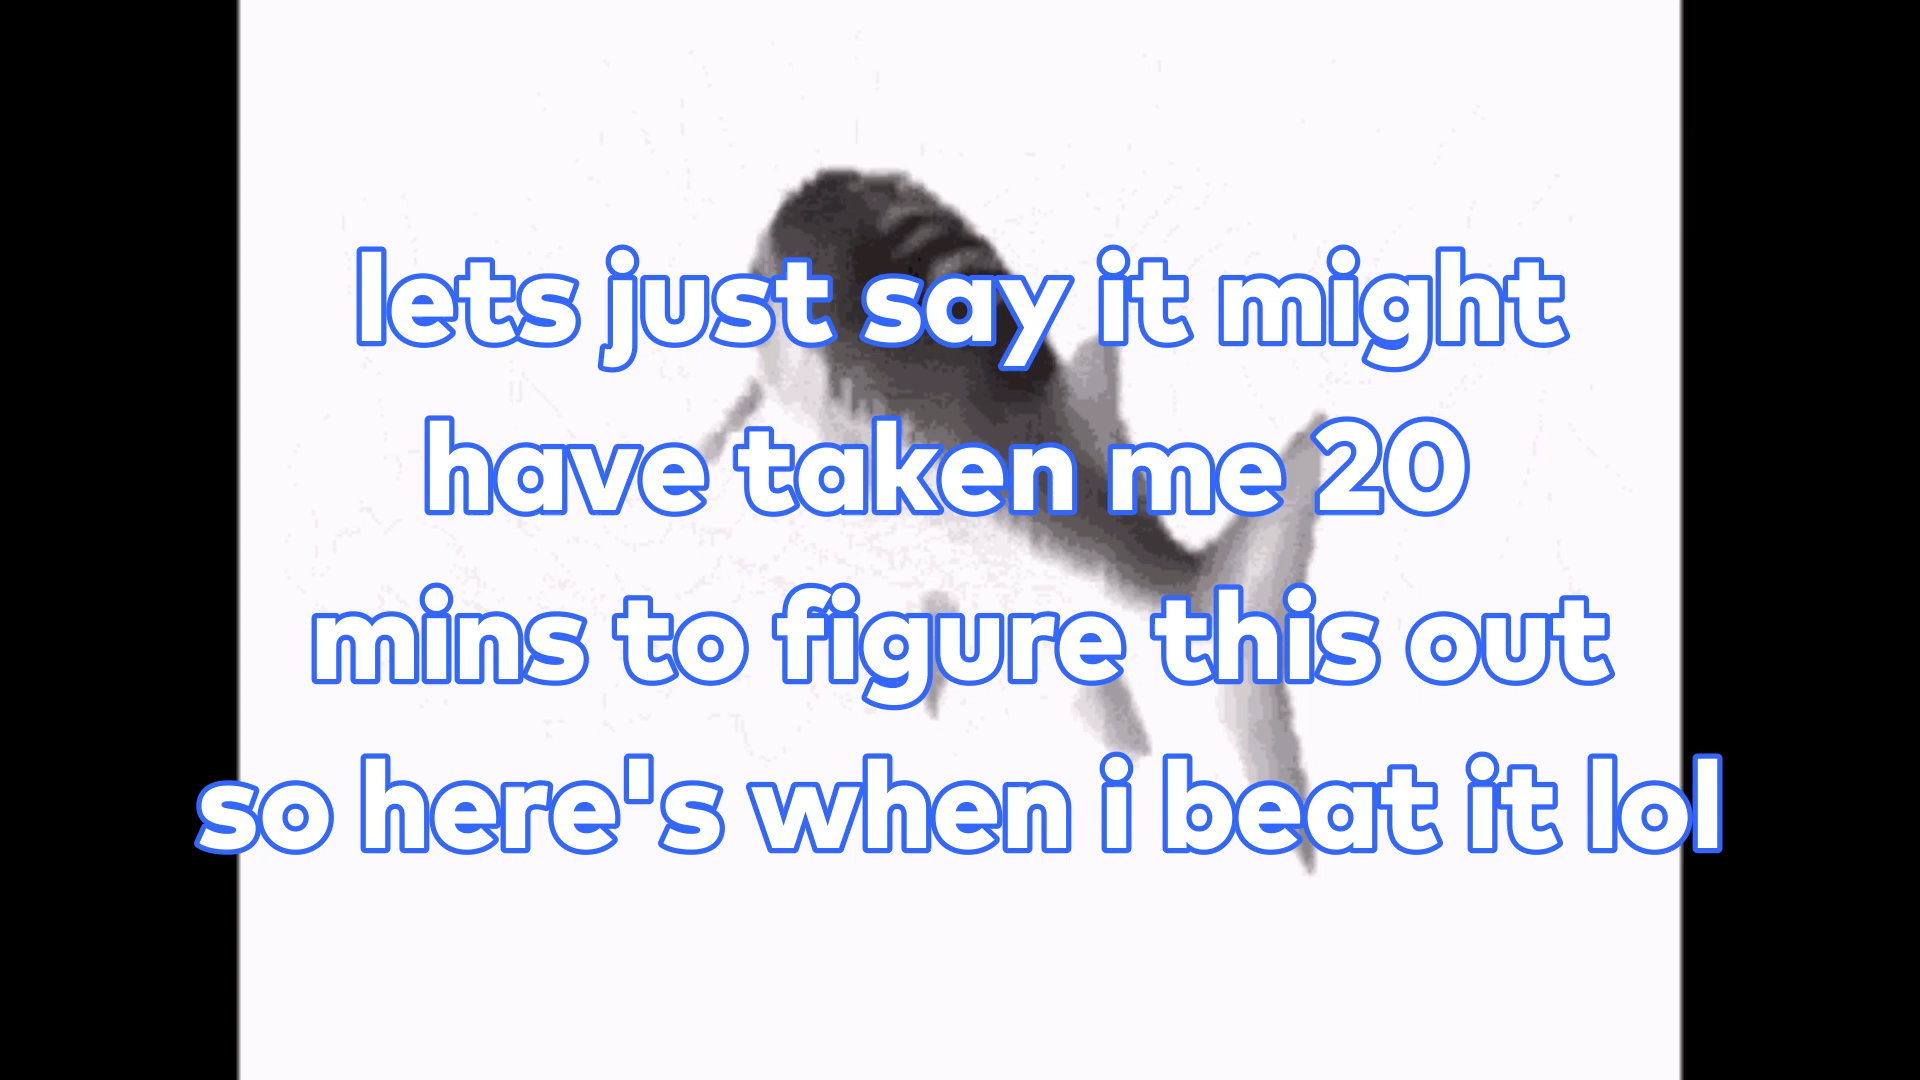 lets just say it might
have taken me 20
mins to figure this out
so here's when i beat it lol